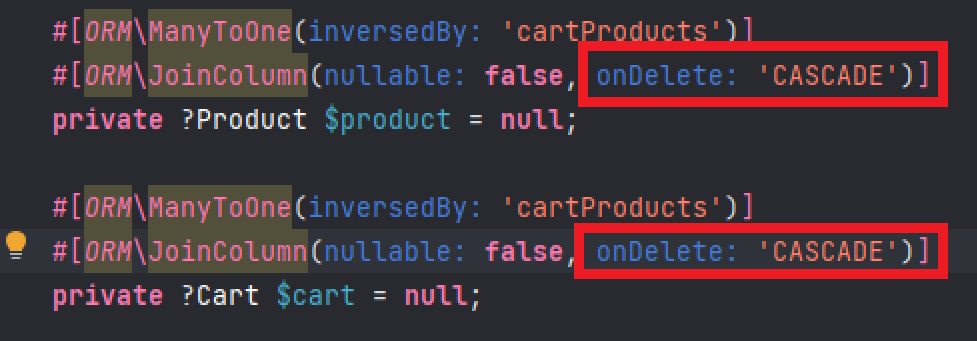 #[ORM\ManyToOne(inversedBy: 'cartProducts')]
#[ORM\JoinColumn(nullable: false, onDelete: 'CASCADE')]
private ?Product $product = null;
#[ORM\ManyToOne(inversedBy: 'cartProducts')]
#[ORM\JoinColumn(nullable: false, onDelete: 'CASCADE')]
private ?Cart $cart = null;